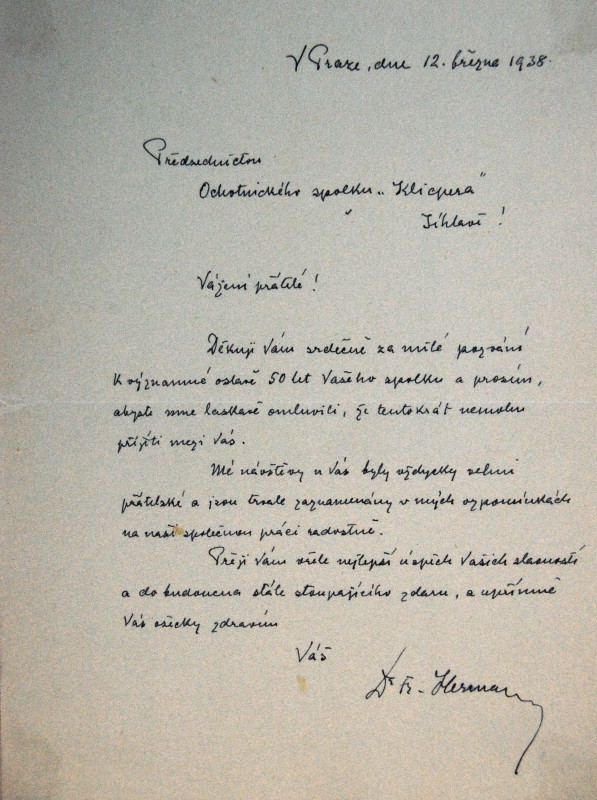 V Praze, dne 12. března 1938.
Předsednictvu
Ochotnického spolku „Klicpera“
v
Jihlavě!
Vážení přátelé!
Děkuji Vám srdečně za milé pozvání
k významné oslavě 50 let Vašeho spolku a prosím,
abyste mne laskavě omluvili, že tentokrát nemohu
přijíti mezi Vás.
Mé návštěvy u Vás byly vždycky velmi
přátelské a jsou trvale zaznamenány v mých vzpomínkách
na naši společnou práci radostně.
Přeji Vám vřele nejlepší úspěch Vašich slavností
a do budoucna stále stoupajícího zdaru, a upřímně
Vás všecky zdravím
Váš
Dr Fr. Herman